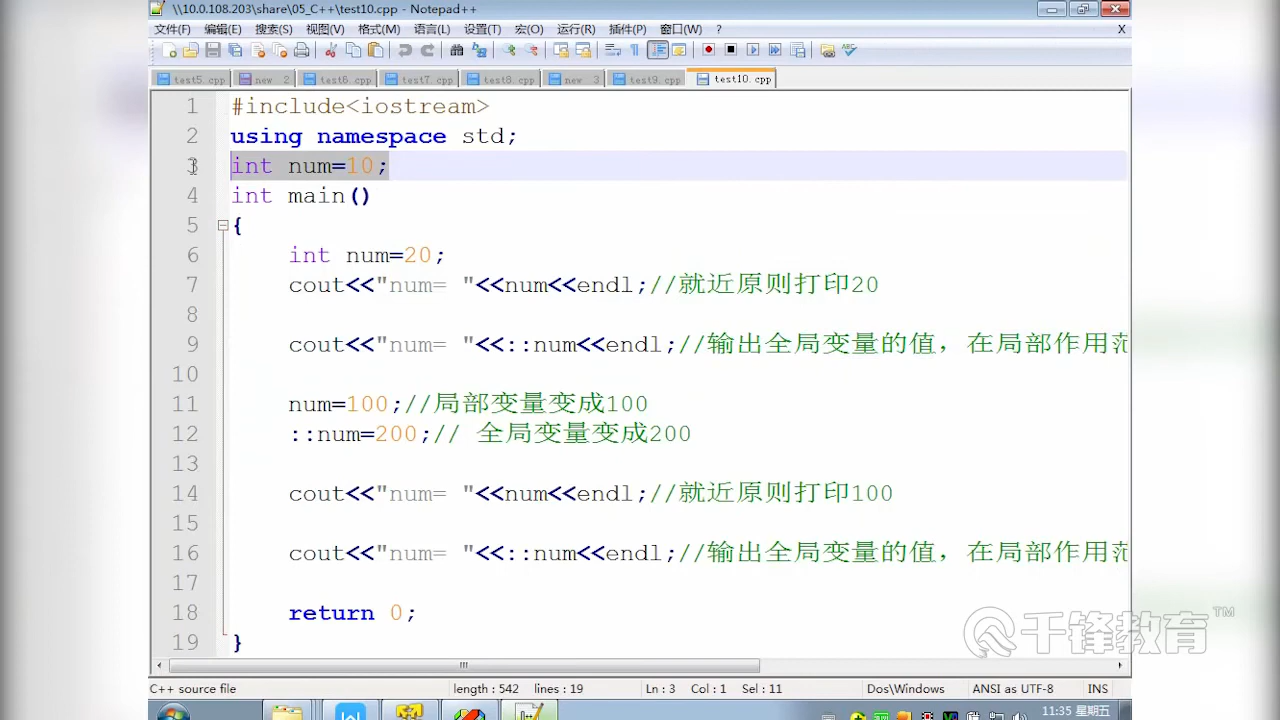 \\10.0.108.203\share\05_C++\test10.cpp - Notepad++
文件(F) 编辑(E) 搜索(S) 视图(V) 格式(M) 语言(L) 设置(T) 宏(O) 运行(R) 插件(P) 窗口(W) ? X
test5.cpp new 2 test6.cpp test7.cpp test8.cpp new 3 test9.cpp test10.cpp
1 #include<iostream>
2 using namespace std;
3 int num=10;
4 int main()
5 {
6 int num=20;
7 cout<<"num= "<<num<<endl;//就近原则打印20
8
9 cout<<"num= "<<::num<<endl;//输出全局变量的值，在局部作用范
10
11 num=100;//局部变量变成100
12 ::num=200;// 全局变量变成200
13
14 cout<<"num= "<<num<<endl;//就近原则打印100
15
16 cout<<"num= "<<::num<<endl;//输出全局变量的值，在局部作用范
17
18 return 0;
19 }
千锋教育™
C++ source file length : 542 lines : 19 Ln : 3 Col : 1 Sel : 11 Dos\Windows ANSI as UTF-8 INS
11:35 星期五